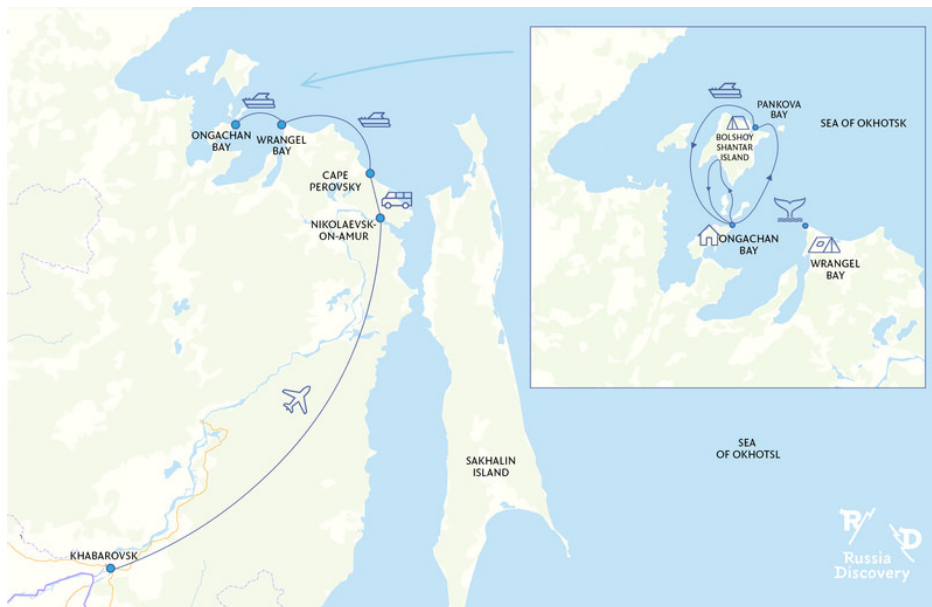 ONGACHAN
BAY
WRANGEL
BAY
CAPE
PEROVSKY
NIKOLAEVSK-
ON-AMUR
KHABAROVSK
SAKHALIN
ISLAND
PANKOVA
BAY
SEA OF OKHOTSK
BOLSHOY
SHANTAR
ISLAND
ONGACHAN
BAY
WRANGEL
BAY
SEA
OF OKHOTSL
R D
Russia
Discovery